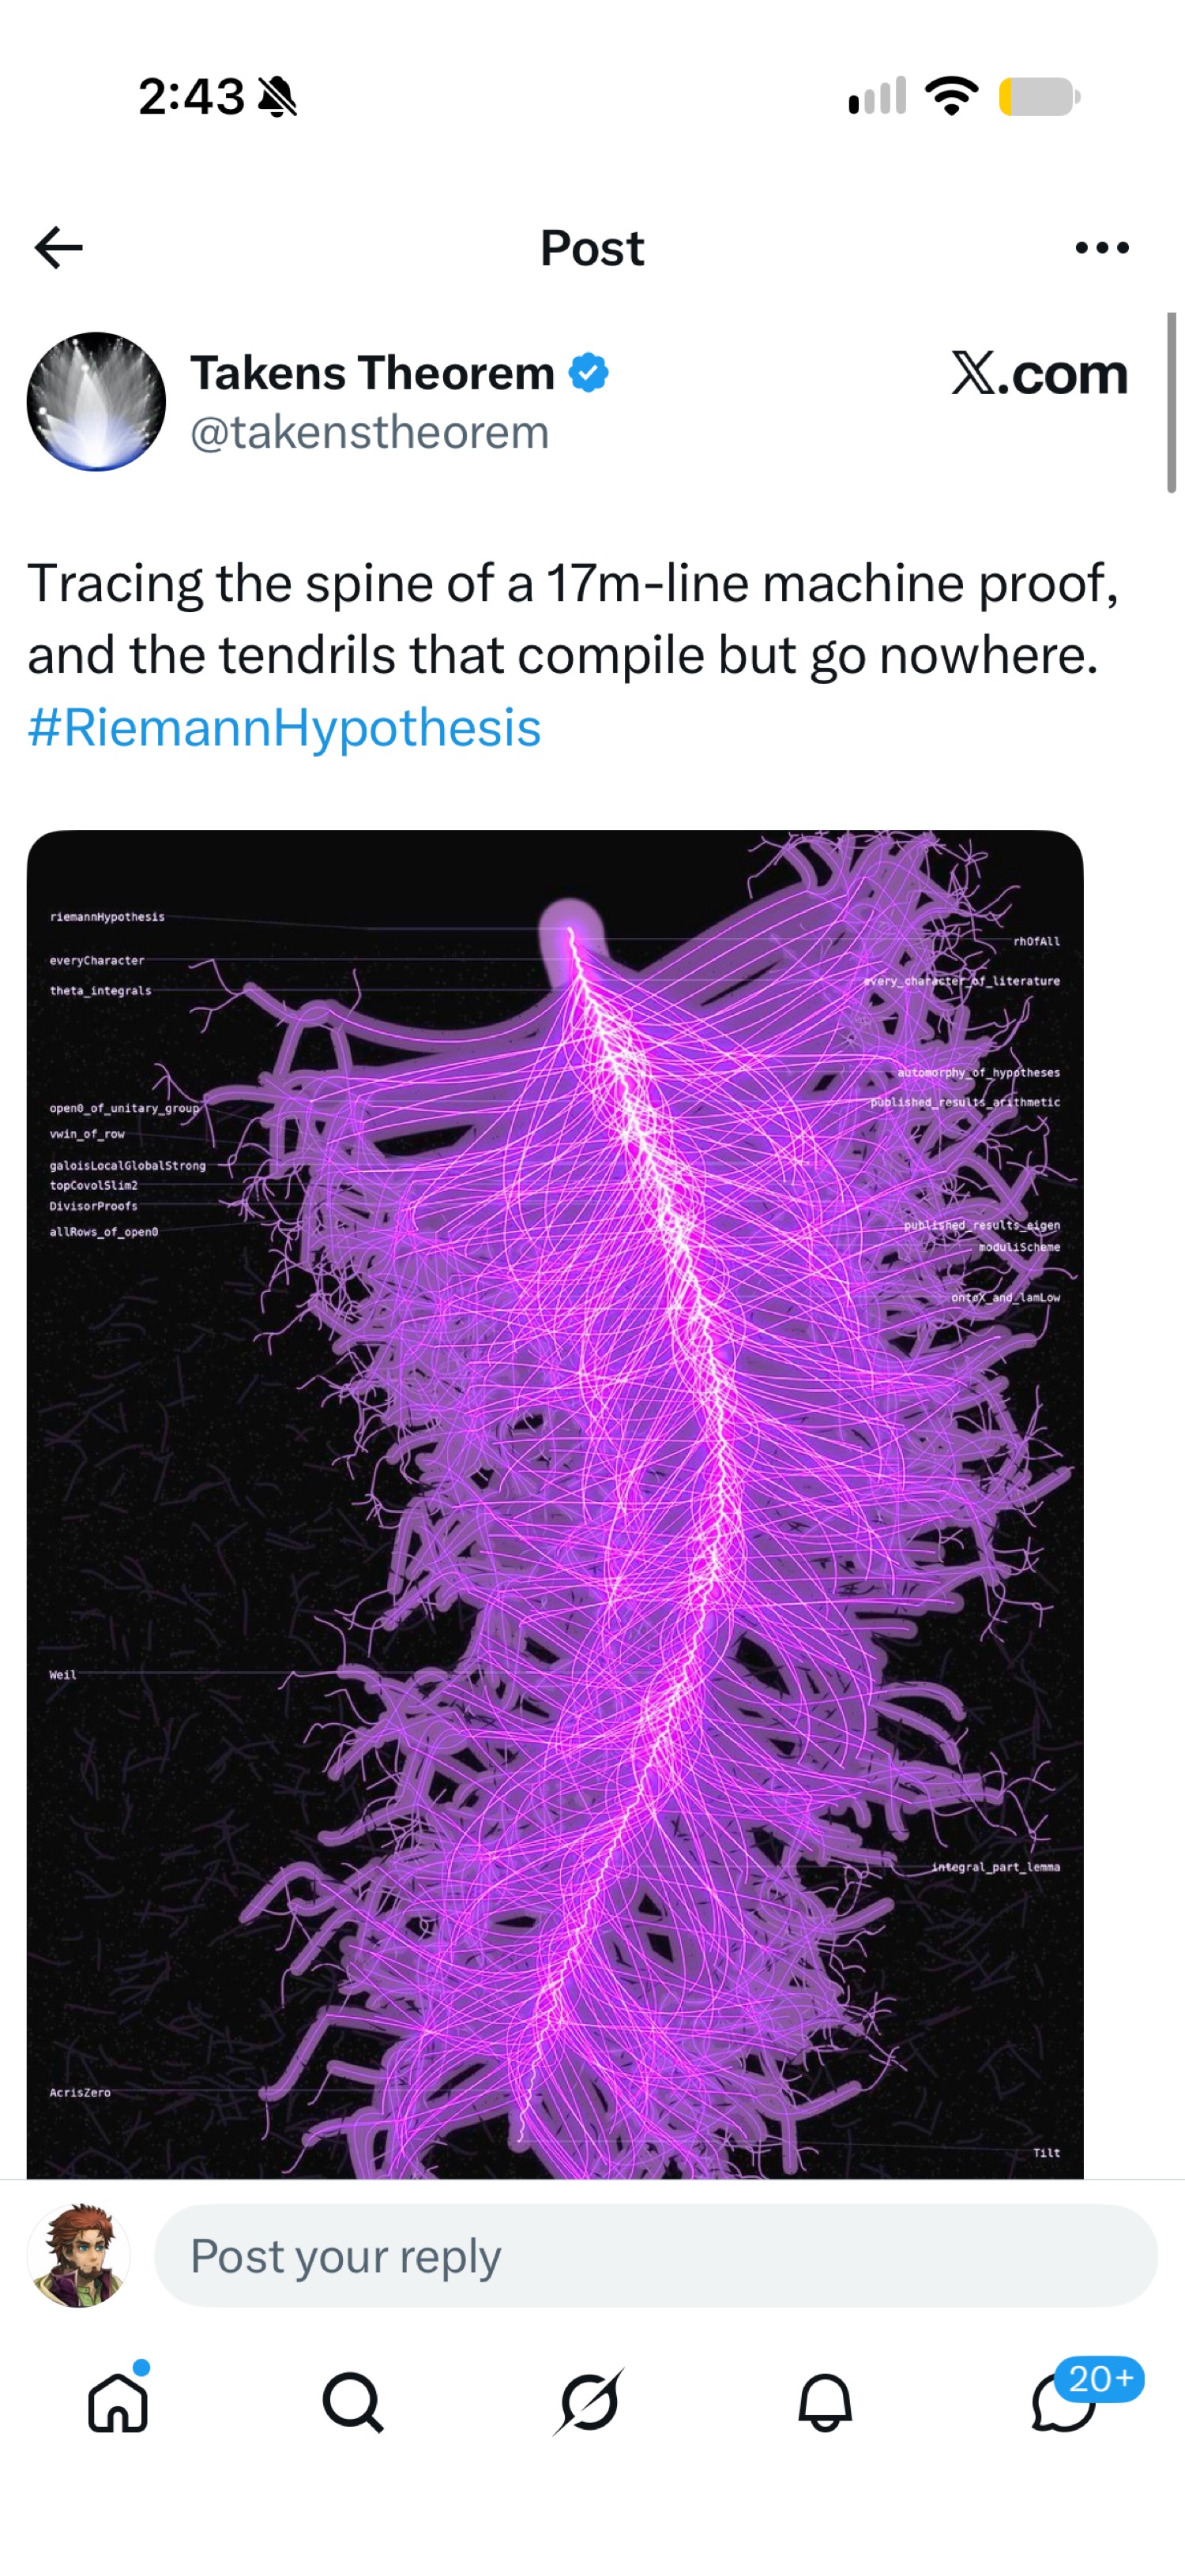 2:43
Post
Takens Theorem
@takenstheorem
X.com
Tracing the spine of a 17m-line machine proof,
and the tendrils that compile but go nowhere.
#RiemannHypothesis
riemannHypothesis
rhOfAll
everyCharacter
every_character_of_literature
theta_integrals
automorphy_of_hypotheses
published_results_arithmetic
open0_of_unitary_group
vwin_of_row
galoisLocalGlobalStrong
topCovolSlim2
DivisorProofs
published_results_eigen
allRows_of_open0
moduliScheme
ontoX_and_lamLow
Weil
integral_part_lemma
AcrisZero
Tilt
Post your reply
20+